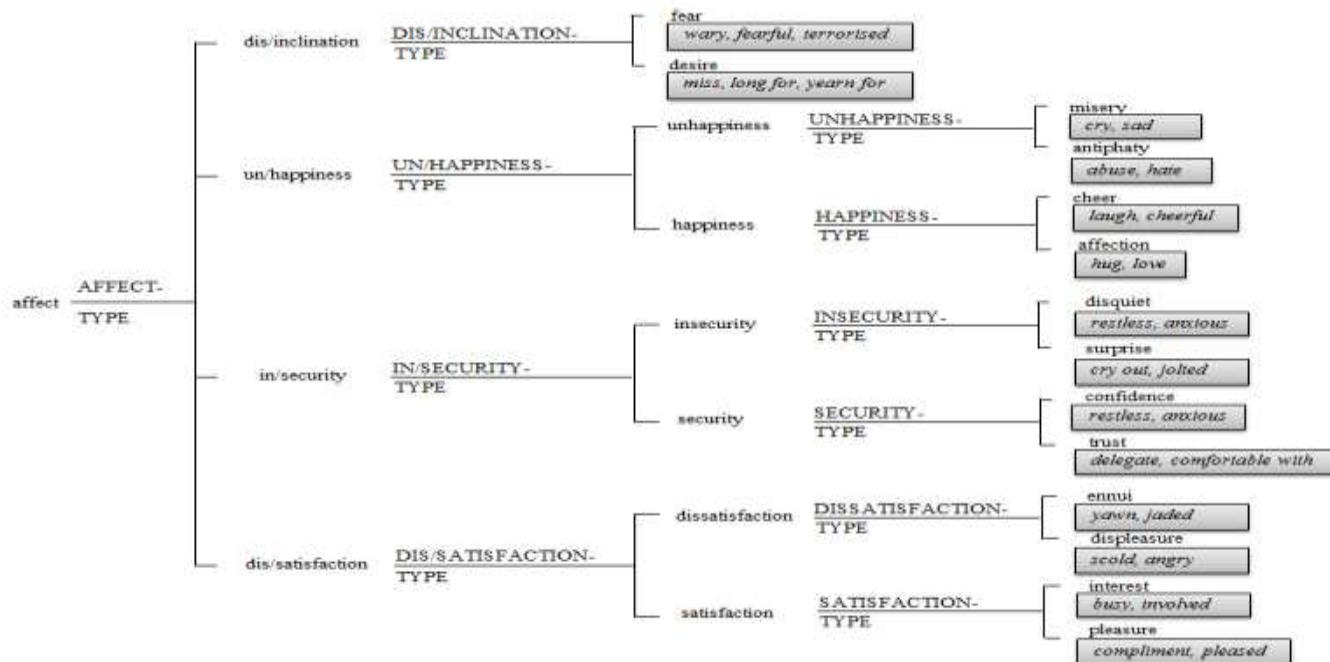 fear
dis/inclination DIS/INCLINATION-
TYPE
wary, fearful, terrorised
desire
miss, long for, yearn for
misery
unhappiness UNHAPPINESS-
TYPE
cry, sad
antiphaty
un/happiness UN/HAPPINESS-
TYPE
abuse, hate
cheer
happiness HAPPINESS-
TYPE
laugh, cheerful
affection
hug, love
affect AFFECT-
TYPE
disquiet
insecurity INSECURITY-
TYPE
restless, anxious
surprise
in/security IN/SECURITY-
TYPE
cry out, jolted
confidence
security SECURITY-
TYPE
restless, anxious
trust
delegate, comfortable with
ennui
dissatisfaction DISSATISFACTION-
TYPE
yawn, jaded
displeasure
dis/satisfaction DIS/SATISFACTION-
TYPE
scold, angry
interest
satisfaction SATISFACTION-
TYPE
busy, involved
pleasure
compliment, pleased